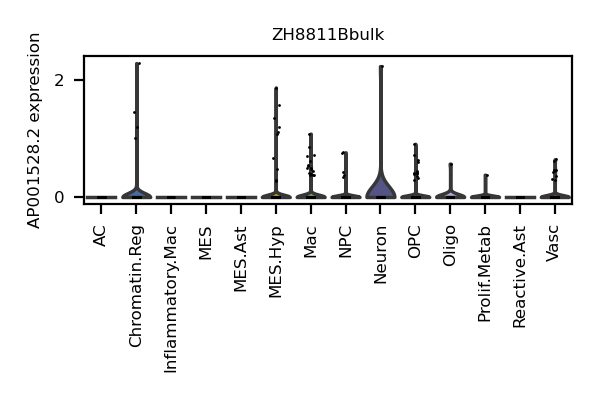 ZH8811Bbulk
AP001528.2 expression
2
0
AC
Chromatin.Reg
Inflammatory.Mac
MES
MES.Ast
MES.Hyp
Mac
NPC
Neuron
OPC
Oligo
Prolif.Metab
Reactive.Ast
Vasc